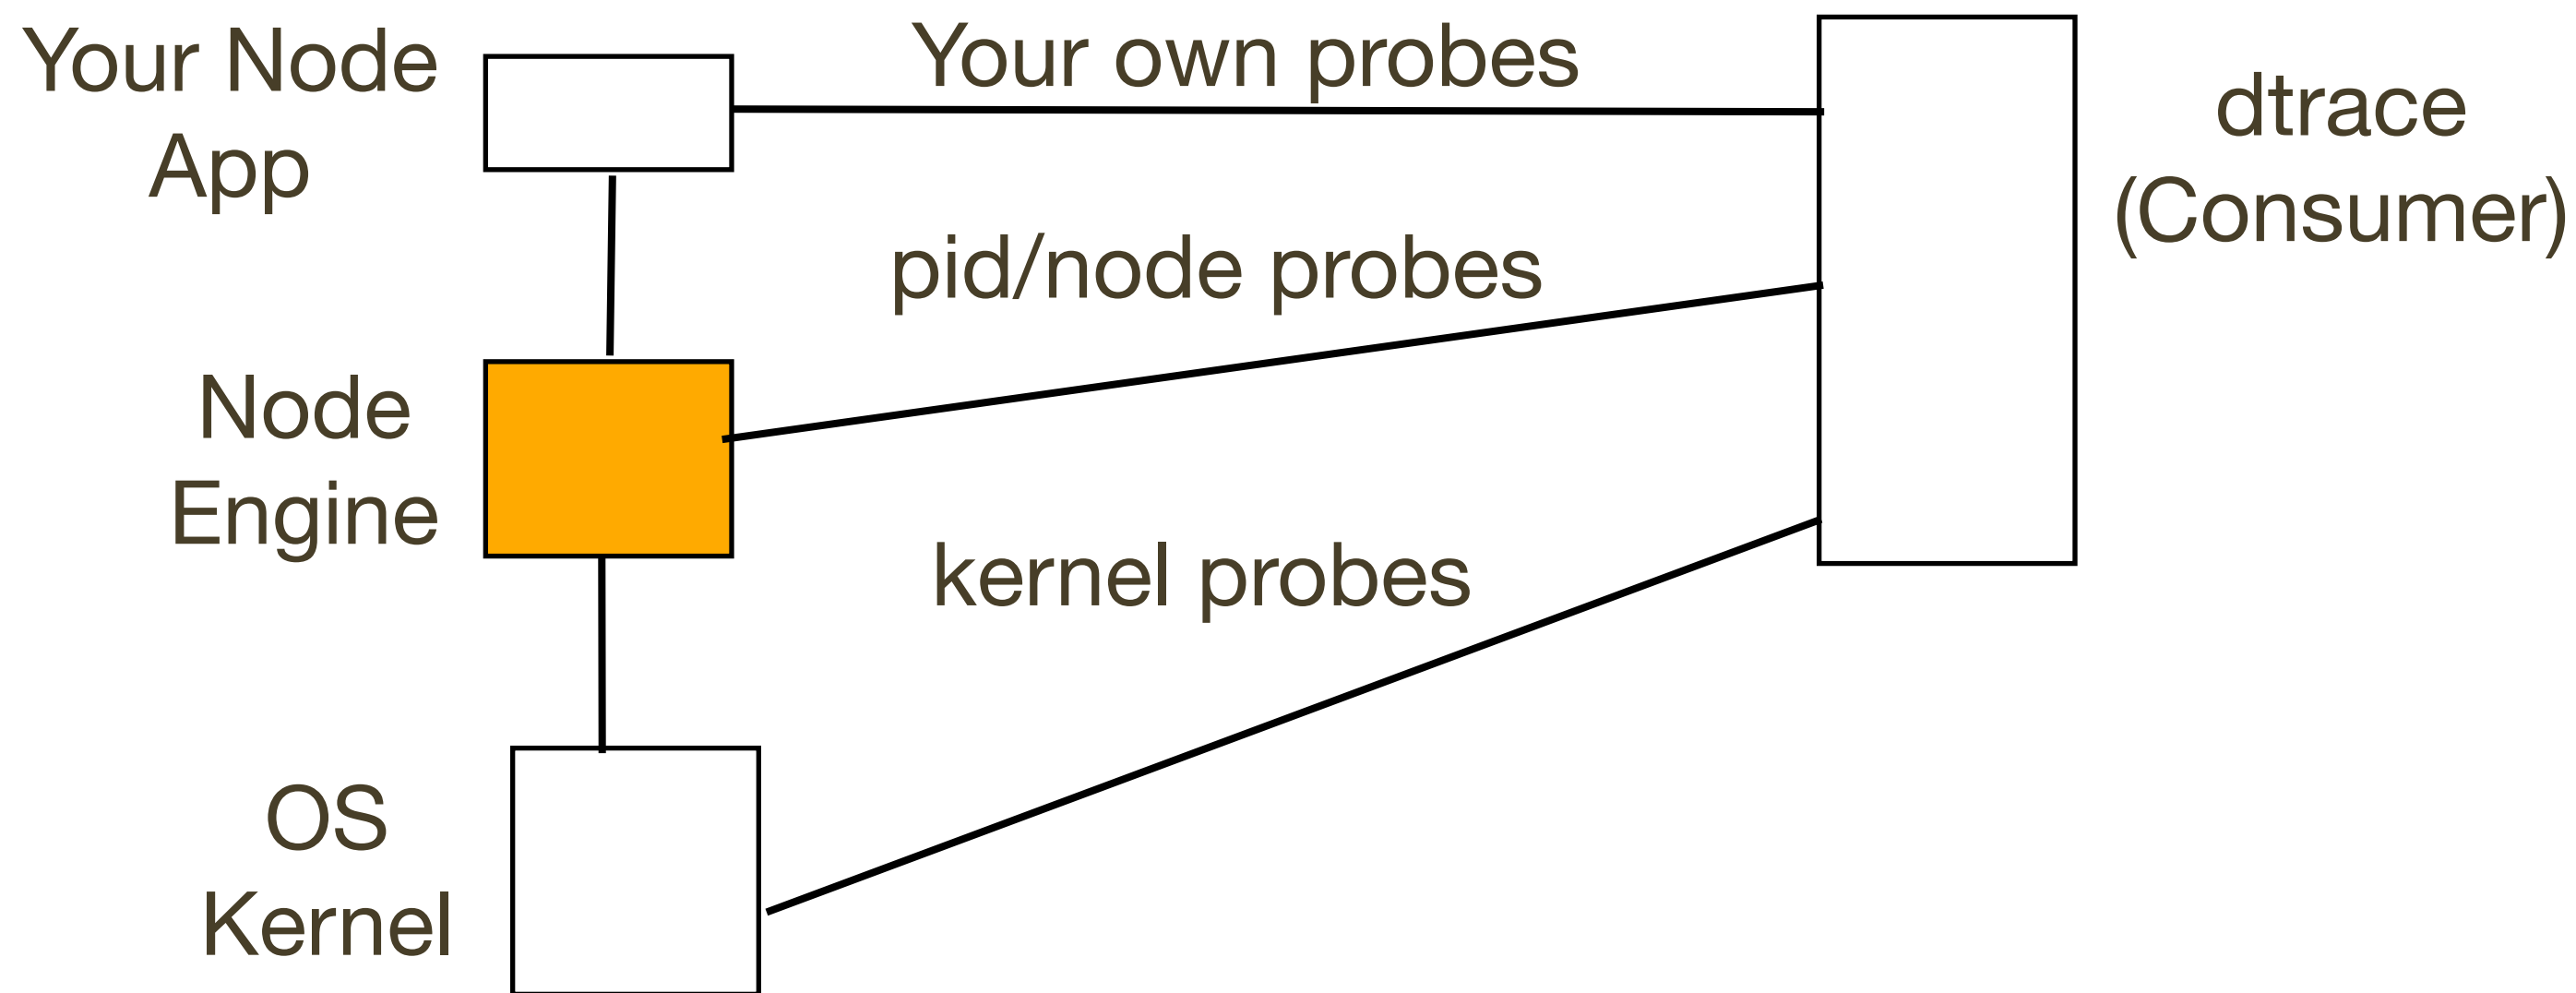 Your Node
App
Your own probes
dtrace
(Consumer)
pid/node probes
Node
Engine
kernel probes
OS
Kernel